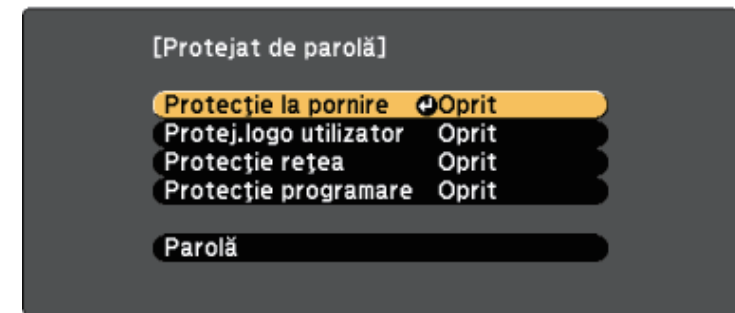 [Protejat de parolă]
Protecţie la pornire Oprit
Protej.logo utilizator Oprit
Protecţie reţea Oprit
Protecţie programare Oprit
Parolă